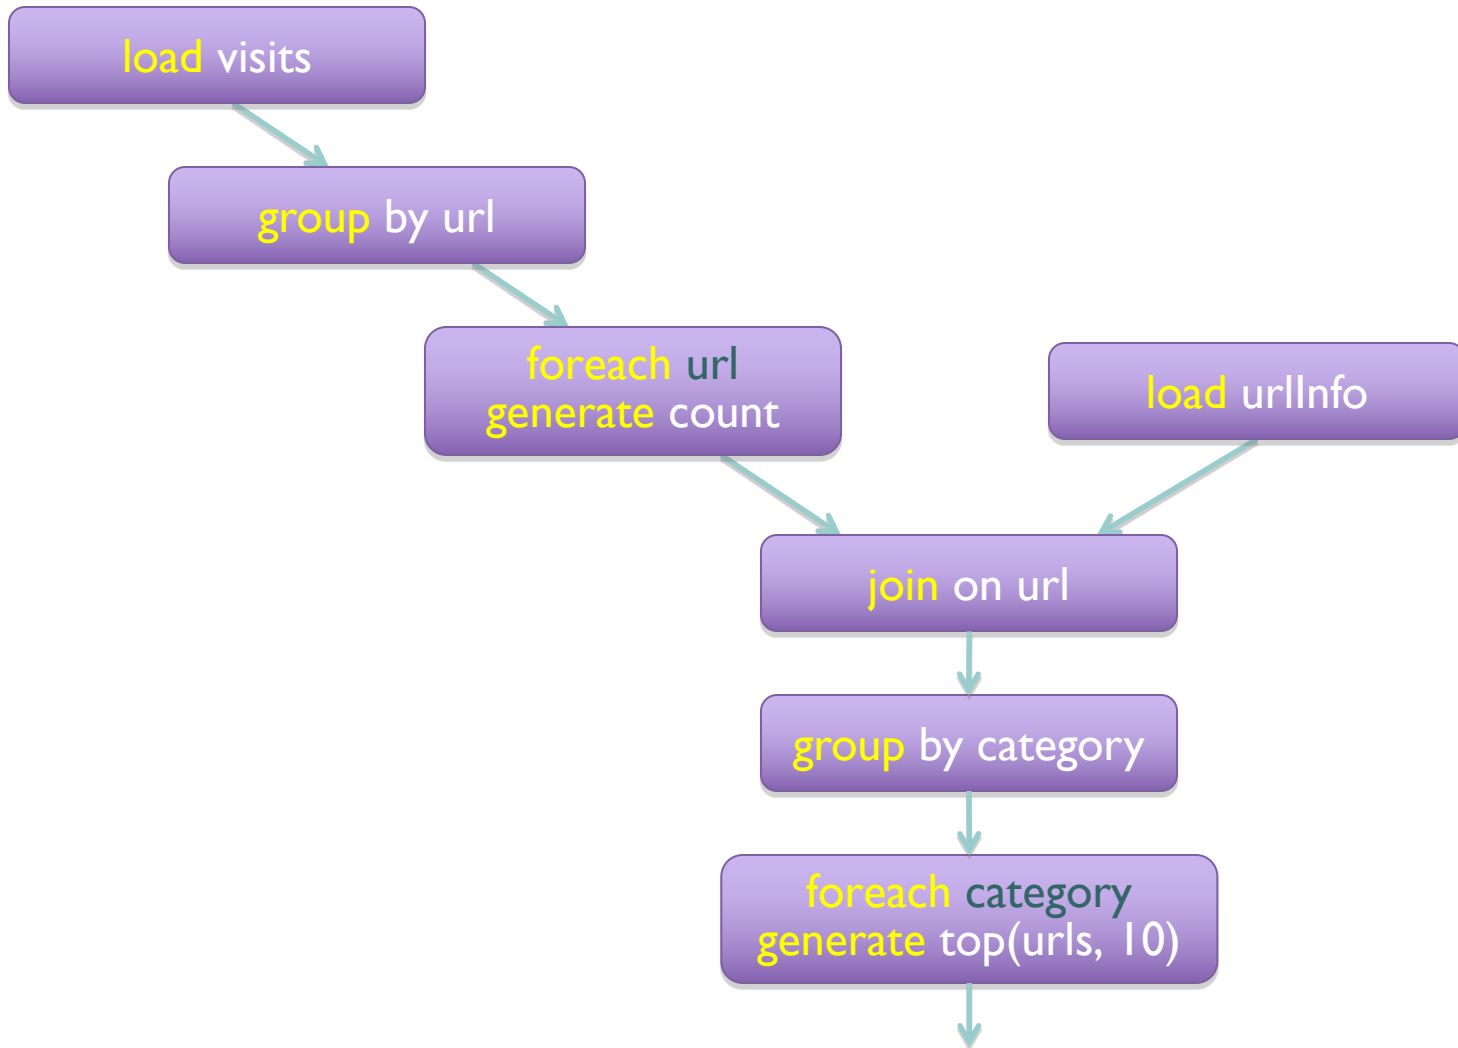 load visits
group by url
foreach url
generate count
load urlInfo
join on url
group by category
foreach category
generate top(urls, 10)